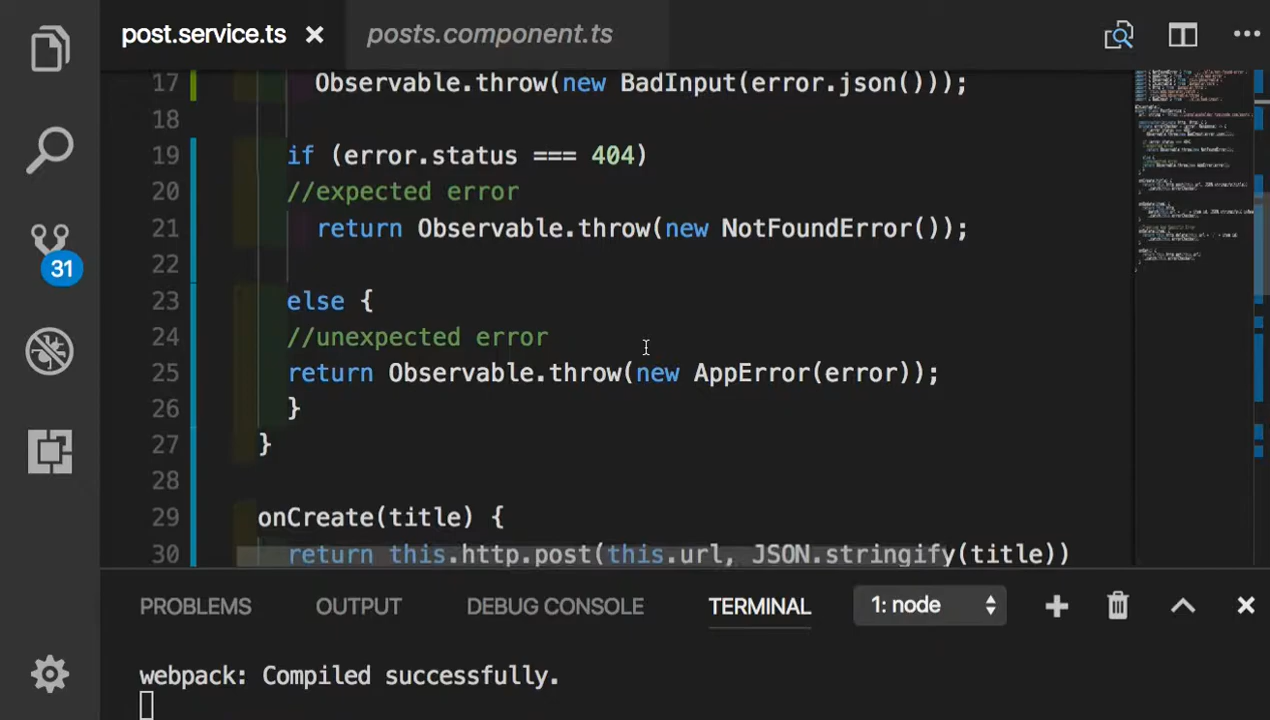 post.service.ts × posts.component.ts ...
17 Observable.throw(new BadInput(error.json()));
18
19 if (error.status === 404)
20 //expected error
21 return Observable.throw(new NotFoundError());
22
23 else {
24 //unexpected error
25 return Observable.throw(new AppError(error));
26 }
27 }
28
29 onCreate(title) {
30 return this.http.post(this.url, JSON.stringify(title))
31
PROBLEMS OUTPUT DEBUG CONSOLE TERMINAL 1: node
webpack: Compiled successfully.